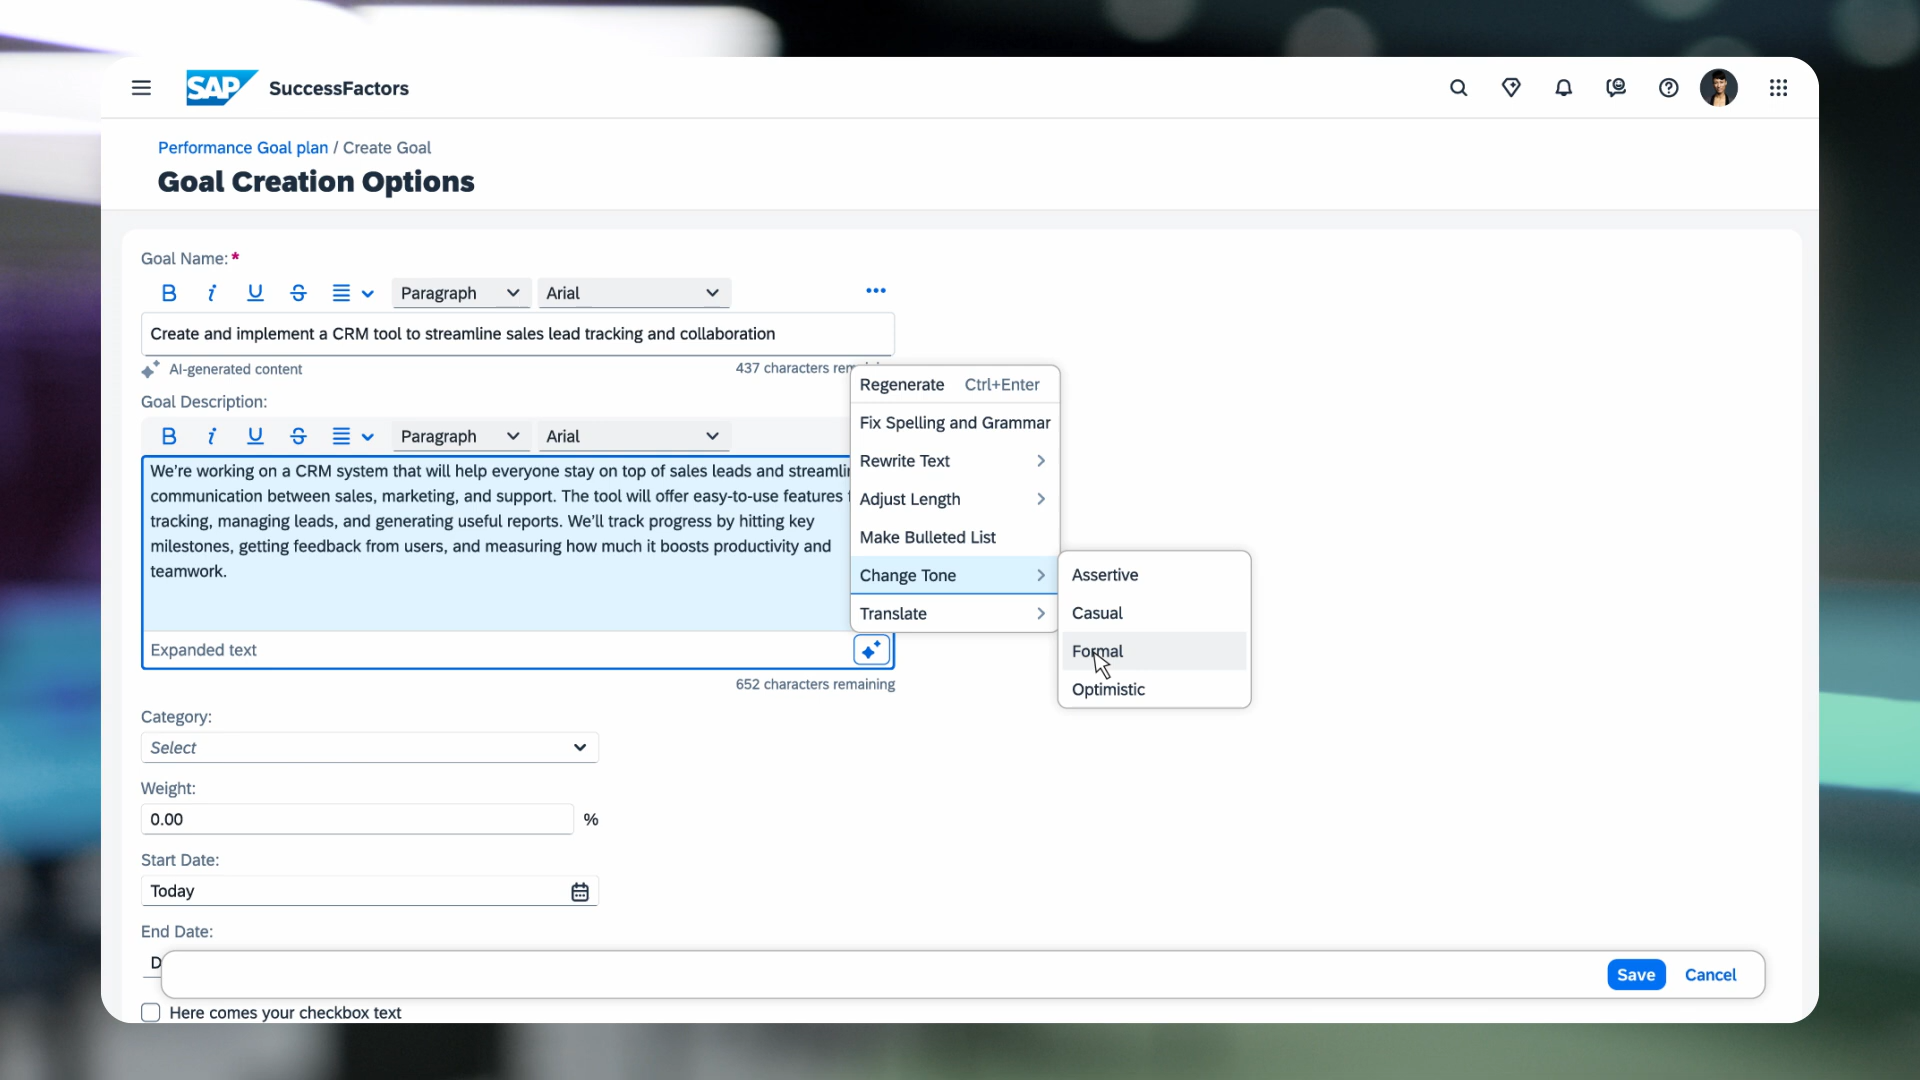 SAP SuccessFactors
Performance Goal plan / Create Goal
Goal Creation Options
Goal Name:*
B i U S Paragraph Arial
Create and implement a CRM tool to streamline sales lead tracking and collaboration
AI-generated content
437 characters
Goal Description:
B i U S Paragraph Arial
We’re working on a CRM system that will help everyone stay on top of sales leads and
communication between sales, marketing, and support. The tool will offer easy-to-use features
tracking, managing leads, and generating useful reports. We’ll track progress by hitting key
milestones, getting feedback from users, and measuring how much it boosts productivity and
teamwork.
Expanded text
652 characters remaining
Regenerate Ctrl+Enter
Fix Spelling and Grammar
Rewrite Text
Adjust Length
Make Bulleted List
Change Tone
Translate
Assertive
Casual
Formal
Optimistic
Category:
Select
Weight:
0.00 %
Start Date:
Today
End Date:
Save Cancel
Here comes your checkbox text